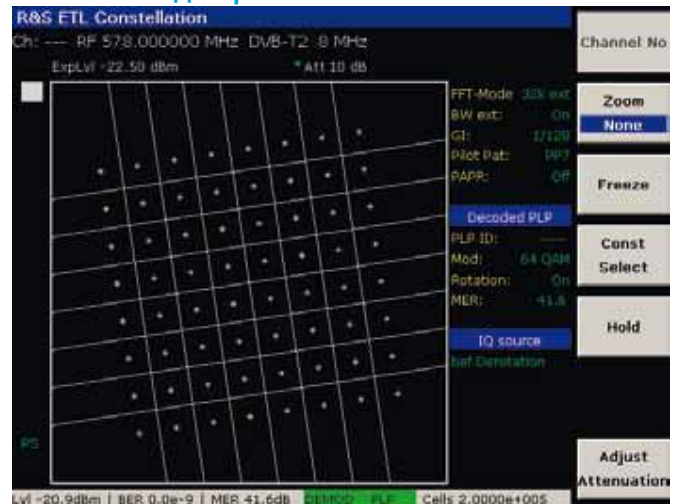 R&S ETL Constellation
Ch: --- RF 578.000000 MHz DVB-T2 8 MHz
ExpLvl -22.50 dBm * Att 10 dB
FFT-Mode 32k ext
BW ext: On
GI: 1/128
Pilot Pat: PP7
PAPR: Off
Decoded PLP
PLP ID: ----
Mod: 64 QAM
Rotation: On
MER: 41.6
IQ source
bef Derotation
PS
Lvl -20.9dBm | BER 0.0e-9 | MER 41.6dB DEMOD PLP Cells 2.0000e+005
Channel No
Zoom
None
Freeze
Const
Select
Hold
Adjust
Attenuation